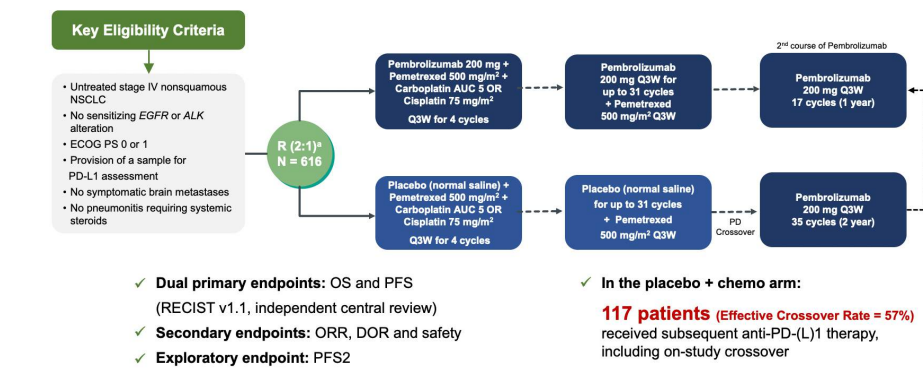 Key Eligibility Criteria
• Untreated stage IV nonsquamous
NSCLC
• No sensitizing EGFR or ALK
alteration
• ECOG PS 0 or 1
• Provision of a sample for
PD-L1 assessment
• No symptomatic brain metastases
• No pneumonitis requiring systemic
steroids
R (2:1)ᵃ
N = 616
Pembrolizumab 200 mg +
Pemetrexed 500 mg/m² +
Carboplatin AUC 5 OR
Cisplatin 75 mg/m²
Q3W for 4 cycles
Pembrolizumab
200 mg Q3W for
up to 31 cycles
+ Pemetrexed
500 mg/m² Q3W
2nd course of Pembrolizumab
Pembrolizumab
200 mg Q3W
17 cycles (1 year)
Placebo (normal saline) +
Pemetrexed 500 mg/m² +
Carboplatin AUC 5 OR
Cisplatin 75 mg/m²
Q3W for 4 cycles
Placebo (normal saline)
for up to 31 cycles
+ Pemetrexed
500 mg/m² Q3W
PD
Crossover
Pembrolizumab
200 mg Q3W
35 cycles (2 year)
✓ Dual primary endpoints: OS and PFS
(RECIST v1.1, independent central review)
✓ Secondary endpoints: ORR, DOR and safety
✓ Exploratory endpoint: PFS2
✓ In the placebo + chemo arm:
117 patients (Effective Crossover Rate = 57%)
received subsequent anti-PD-(L)1 therapy,
including on-study crossover